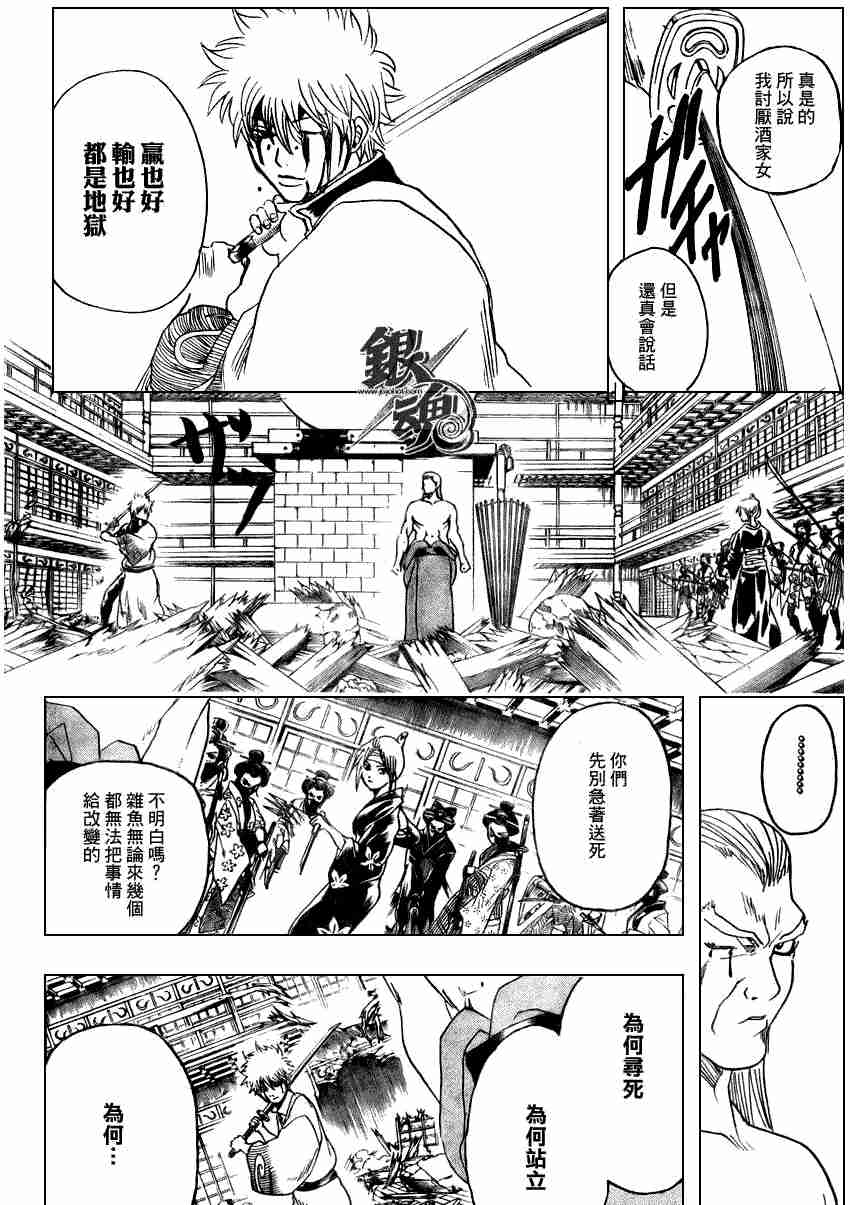 真是的
所以說
我討厭酒家女
ガチャ
但是
還真會說話
贏也好
輸也好
都是地獄
銀魂
www.jojohot.com
ザッ
………
你們
先別急著送死
不明白嗎？
雜魚無論來幾個
都無法把事情
給改變的
為何尋死
為何站立
為何…